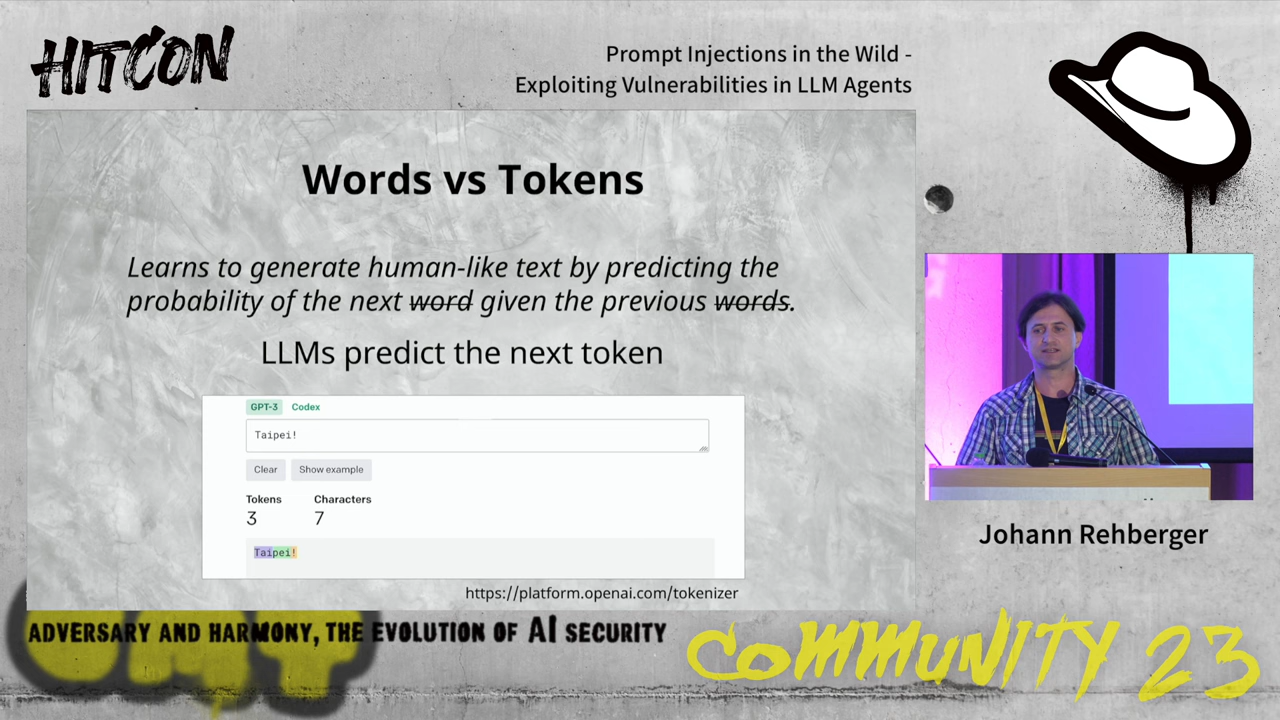 HITCON
Prompt Injections in the Wild -
Exploiting Vulnerabilities in LLM Agents
Words vs Tokens
Learns to generate human-like text by predicting the
probability of the next word given the previous words.
LLMs predict the next token
GPT-3 Codex
Taipei!
Clear Show example
Tokens Characters
3 7
Taipei!
https://platform.openai.com/tokenizer
Johann Rehberger
ADVERSARY AND HARMONY, THE EVOLUTION OF AI SECURITY
COMMUNITY 23